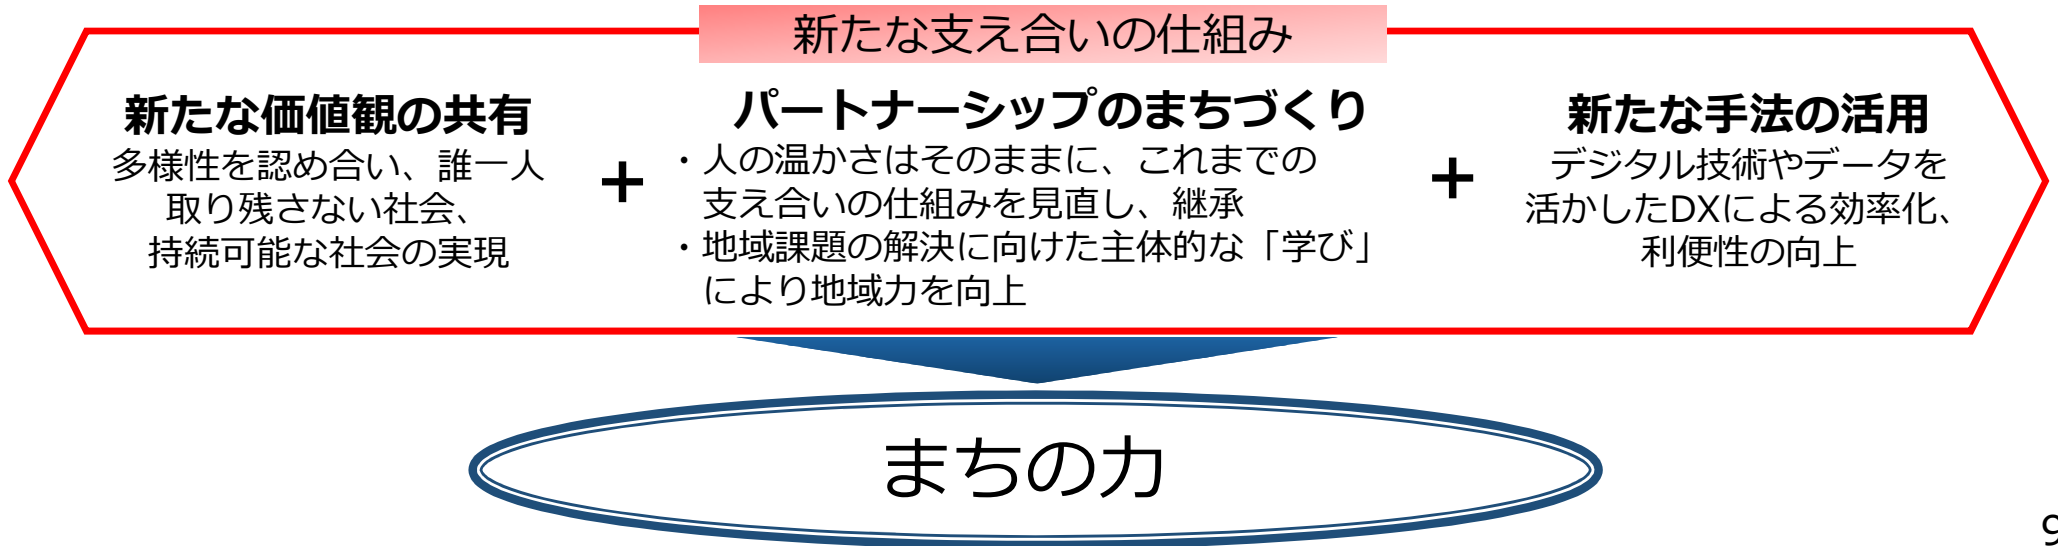 新たな支え合いの仕組み
新たな価値観の共有
多様性を認め合い、誰一人
取り残さない社会、
持続可能な社会の実現
+
パートナーシップのまちづくり
・人の温かさはそのままに、これまでの
支え合いの仕組みを見直し、継承
・地域課題の解決に向けた主体的な「学び」
により地域力を向上
+
新たな手法の活用
デジタル技術やデータを
活かしたDXによる効率化、
利便性の向上
まちの力
9